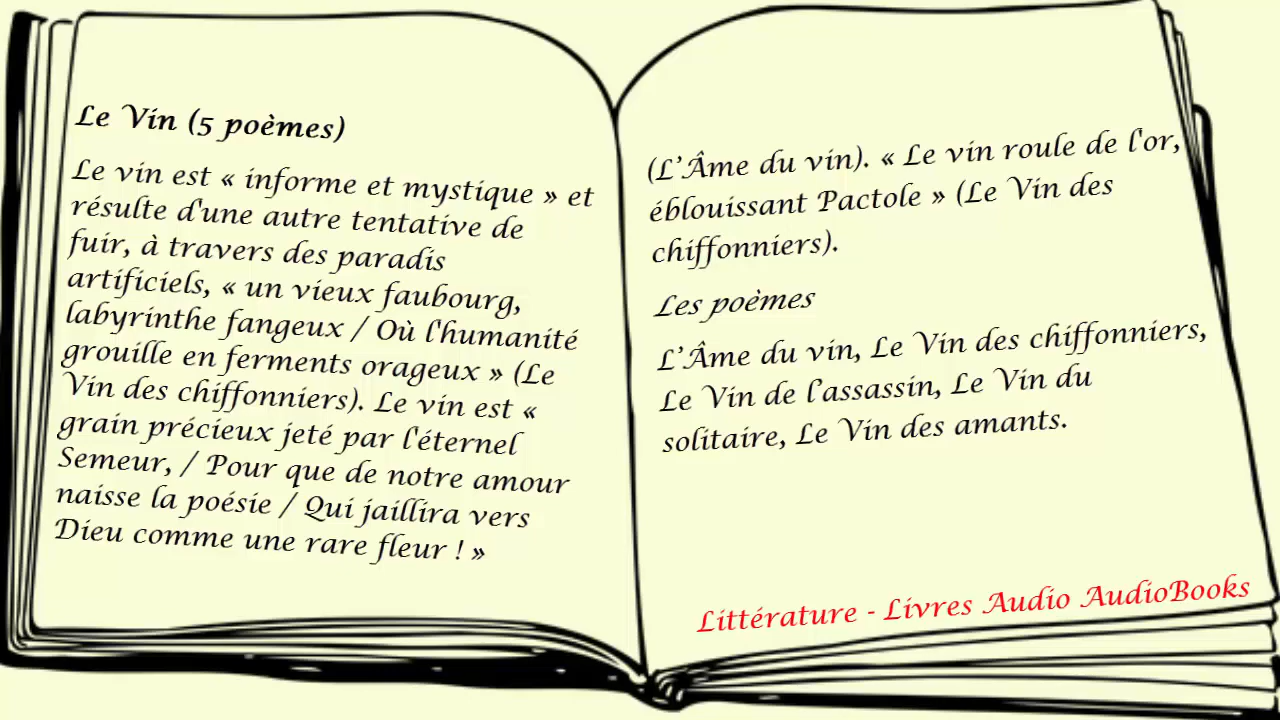 Le Vin (5 poèmes)
Le vin est « informe et mystique » et
résulte d'une autre tentative de
fuir, à travers des paradis
artificiels, « un vieux faubourg,
labyrinthe fangeux / Où l'humanité
grouille en ferments orageux » (Le
Vin des chiffonniers). Le vin est «
grain précieux jeté par l'éternel
Semeur, / Pour que de notre amour
naisse la poésie / Qui jaillira vers
Dieu comme une rare fleur ! »
(L’Âme du vin). « Le vin roule de l'or,
éblouissant Pactole » (Le Vin des
chiffonniers).
Les poèmes
L’Âme du vin, Le Vin des chiffonniers,
Le Vin de l'assassin, Le Vin du
solitaire, Le Vin des amants.
Littérature - Livres Audio AudioBooks